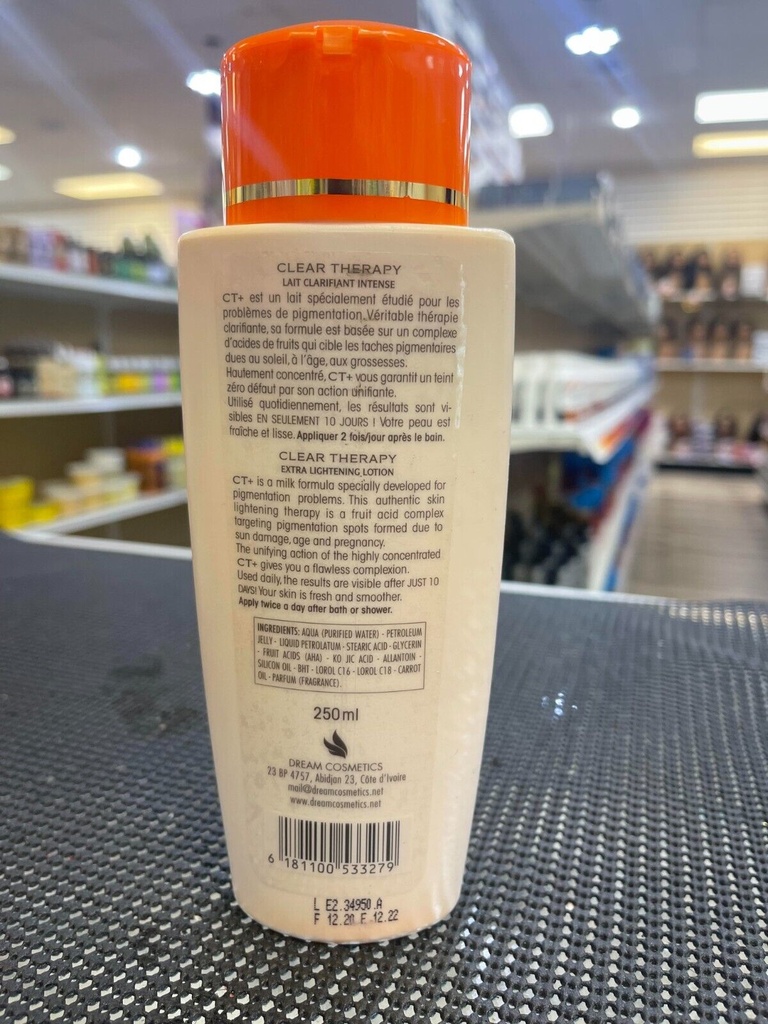 CLEAR THERAPY
LAIT CLARIFIANT INTENSE
CT+ est un lait spécialement étudié pour les
problèmes de pigmentation. Véritable thérapie
clarifiante, sa formule est basée sur un complexe
d'acides de fruits qui cible les taches pigmentaires
dues au soleil, à l'âge, aux grossesses.
Hautement concentré, CT+ vous garantit un teint
zéro défaut par son action unifiante.
Utilisé quotidiennement, les résultats sont vi-
sibles EN SEULEMENT 10 JOURS ! Votre peau est
fraîche et lisse. Appliquer 2 fois/jour après le bain.
CLEAR THERAPY
EXTRA LIGHTENING LOTION
CT+ is a milk formula specially developed for
pigmentation problems. This authentic skin
lightening therapy is a fruit acid complex
targeting pigmentation spots formed due to
sun damage, age and pregnancy.
The unifying action of the highly concentrated
CT+ gives you a flawless complexion.
Used daily, the results are visible after JUST 10
DAYS! Your skin is fresh and smoother.
Apply twice a day after bath or shower.
INGREDIENTS: AQUA (PURIFIED WATER) - PETROLEUM
JELLY - LIQUID PETROLATUM - STEARIC ACID - GLYCERIN
- FRUIT ACIDS (AHA) - KO JIC ACID - ALLANTOIN -
SILICON OIL - BHT - LOROL C16 - LOROL C18 - CARROT
OIL - PARFUM (FRAGRANCE).
250ml
DREAM COSMETICS
23 BP 4757, Abidjan 23, Côte d'Ivoire
mail@dreamcosmetics.net
www.dreamcosmetics.net
6 181100 533279
L E2 34950 A
F 12.20 E 12.22